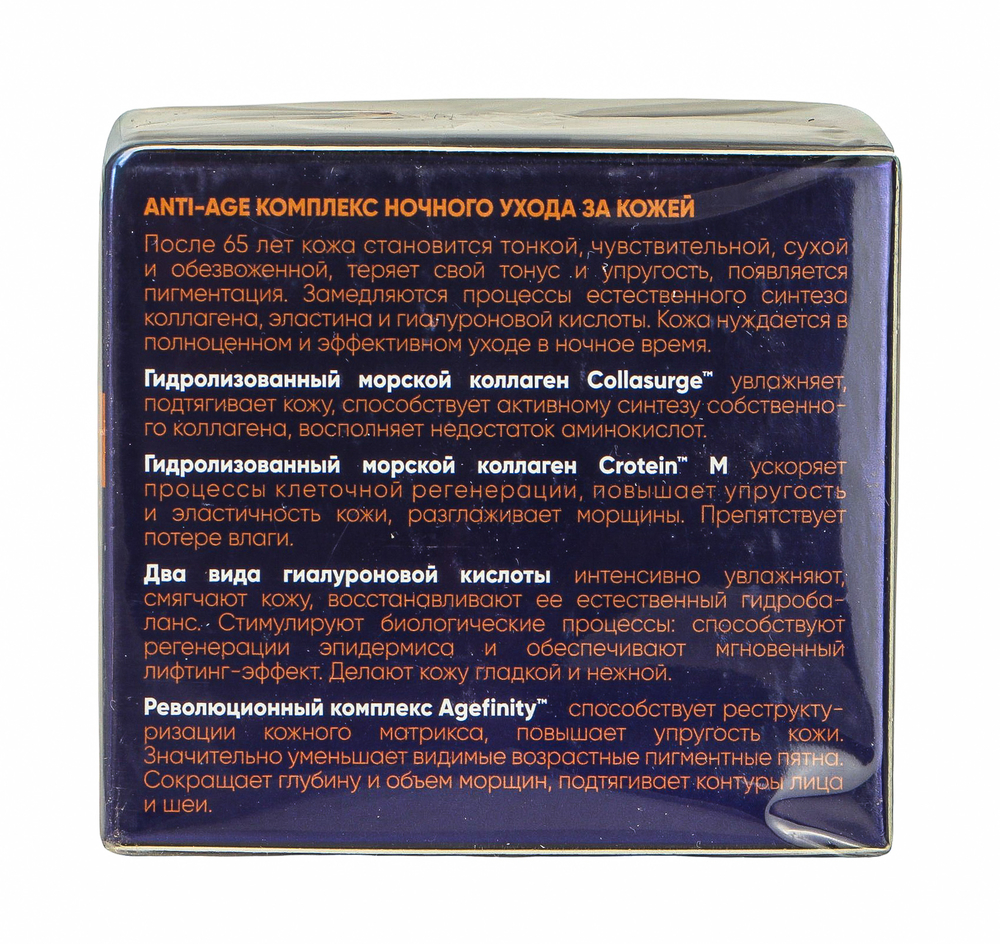 ANTI-AGE КОМПЛЕКС НОЧНОГО УХОДА ЗА КОЖЕЙ
После 65 лет кожа становится тонкой, чувствительной, сухой
и обезвоженной, теряет свой тонус и упругость, появляется
пигментация. Замедляются процессы естественного синтеза
коллагена, эластина и гиалуроновой кислоты. Кожа нуждается в
полноценном и эффективном уходе в ночное время.
Гидролизованный морской коллаген Collasurge™ увлажняет,
подтягивает кожу, способствует активному синтезу собственно-
го коллагена, восполняет недостаток аминокислот.
Гидролизованный морской коллаген Crotein™ М ускоряет
процессы клеточной регенерации, повышает упругость
и эластичность кожи, разглаживает морщины. Препятствует
потере влаги.
Два вида гиалуроновой кислоты интенсивно увлажняют,
смягчают кожу, восстанавливают ее естественный гидроба-
ланс. Стимулируют биологические процессы: способствуют
регенерации эпидермиса и обеспечивают мгновенный
лифтинг-эффект. Делают кожу гладкой и нежной.
Революционный комплекс Agefinity™ способствует реструкту-
ризации кожного матрикса, повышает упругость кожи.
Значительно уменьшает видимые возрастные пигментные пятна.
Сокращает глубину и объем морщин, подтягивает контуры лица
и шеи.